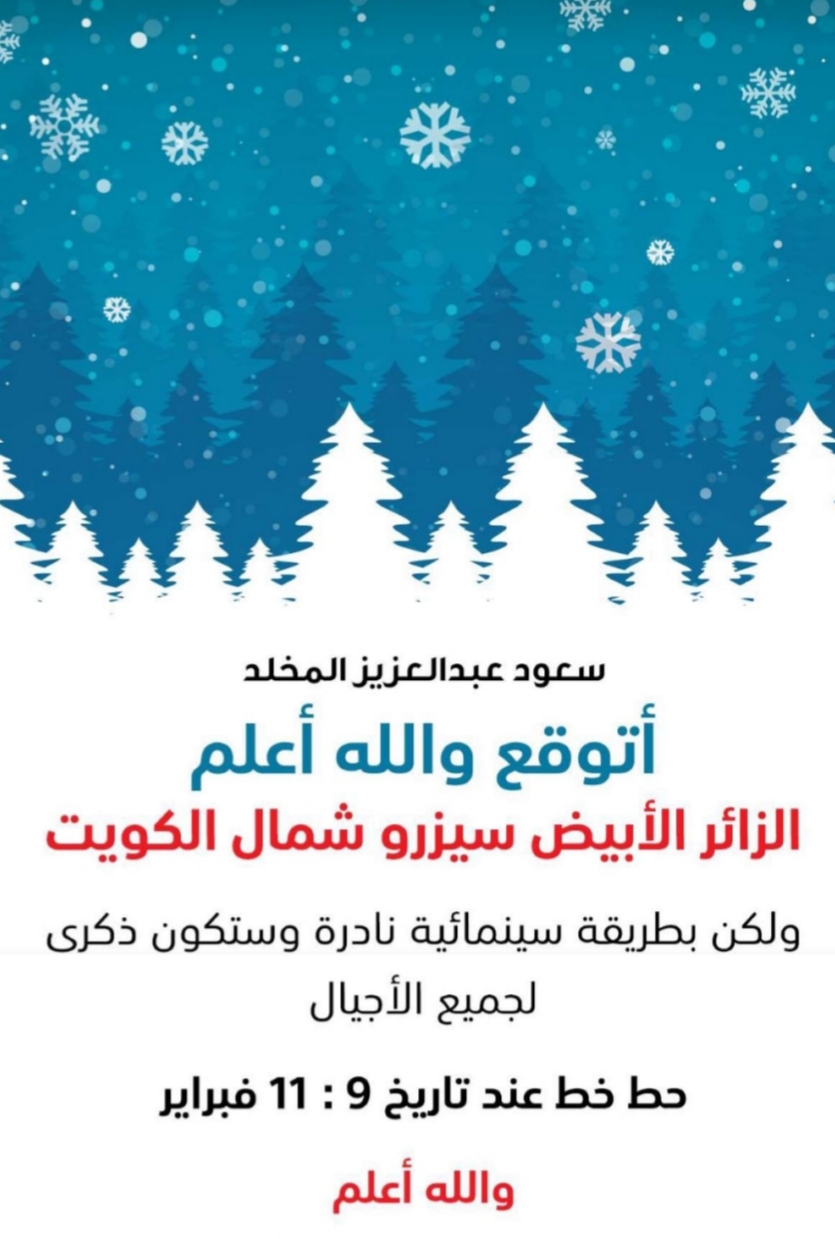 سعود عبدالعزيز المخلد
أتوقع والله أعلم
الزائر الأبيض سيزرو شمال الكويت
ولكن بطريقة سينمائية نادرة وستكون ذكرى
لجميع الأجيال
حط خط عند تاريخ 9 : 11 فبراير
والله أعلم